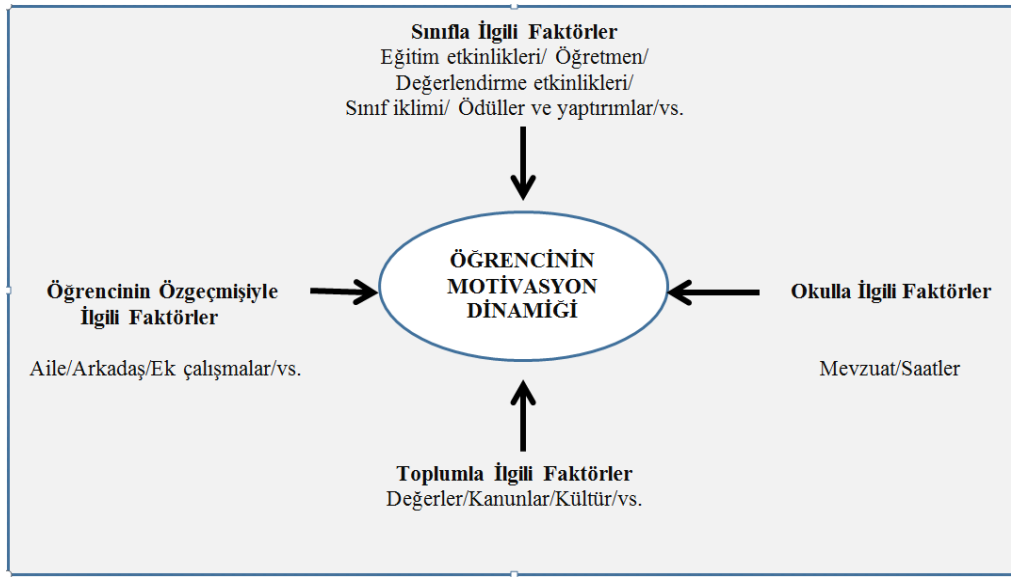 Sınıfla İlgili Faktörler
Eğitim etkinlikleri/ Öğretmen/
Değerlendirme etkinlikleri/
Sınıf iklimi/ Ödüller ve yaptırımlar/vs.
ÖĞRENCİNİN
MOTİVASYON
DİNAMİĞİ
Öğrencinin Özgeçmişiyle
İlgili Faktörler
Aile/Arkadaş/Ek çalışmalar/vs.
Okulla İlgili Faktörler
Mevzuat/Saatler
Toplumla İlgili Faktörler
Değerler/Kanunlar/Kültür/vs.